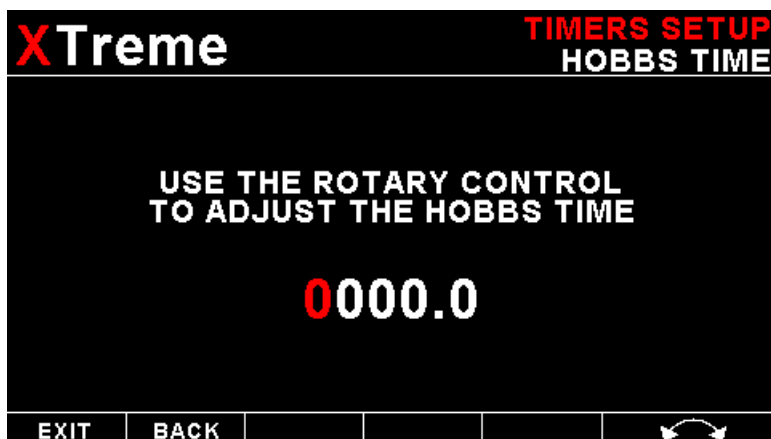 XTreme
TIMERS SETUP
HOBBS TIME
USE THE ROTARY CONTROL
TO ADJUST THE HOBBS TIME
0000.0
EXIT BACK